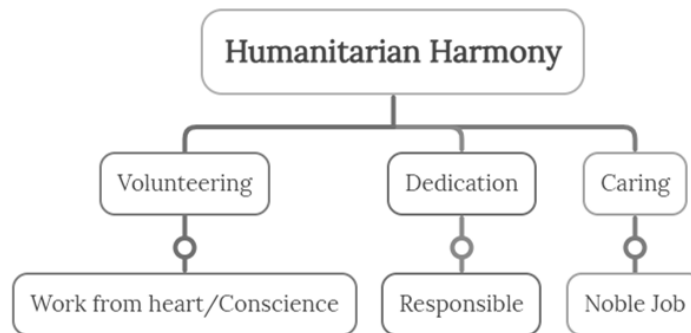 Humanitarian Harmony
Volunteering
Dedication
Caring
Work from heart/Conscience
Responsible
Noble Job